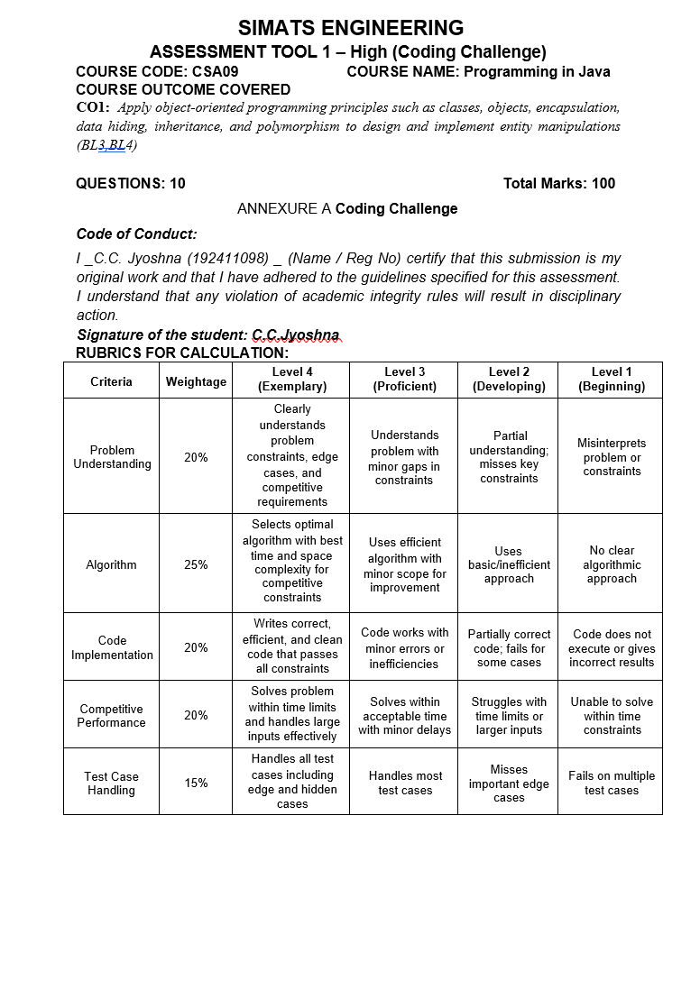 SIMATS ENGINEERING
ASSESSMENT TOOL 1 – High (Coding Challenge)
COURSE CODE: CSA09 COURSE NAME: Programming in Java
COURSE OUTCOME COVERED
CO1: Apply object-oriented programming principles such as classes, objects, encapsulation,
data hiding, inheritance, and polymorphism to design and implement entity manipulations
(BL3,BL4)
QUESTIONS: 10 Total Marks: 100
ANNEXURE A Coding Challenge
Code of Conduct:
I _C.C. Jyoshna (192411098) _ (Name / Reg No) certify that this submission is my
original work and that I have adhered to the guidelines specified for this assessment.
I understand that any violation of academic integrity rules will result in disciplinary
action.
Signature of the student: C.C.Jyoshna
RUBRICS FOR CALCULATION:
Criteria
Weightage
Level 4
(Exemplary)
Level 3
(Proficient)
Level 2
(Developing)
Level 1
(Beginning)
Problem
Understanding
20%
Clearly
understands
problem
constraints, edge
cases, and
competitive
requirements
Understands
problem with
minor gaps in
constraints
Partial
understanding;
misses key
constraints
Misinterprets
problem or
constraints
Algorithm
25%
Selects optimal
algorithm with best
time and space
complexity for
competitive
constraints
Uses efficient
algorithm with
minor scope for
improvement
Uses
basic/inefficient
approach
No clear
algorithmic
approach
Code
Implementation
20%
Writes correct,
efficient, and clean
code that passes
all constraints
Code works with
minor errors or
inefficiencies
Partially correct
code; fails for
some cases
Code does not
execute or gives
incorrect results
Competitive
Performance
20%
Solves problem
within time limits
and handles large
inputs effectively
Solves within
acceptable time
with minor delays
Struggles with
time limits or
larger inputs
Unable to solve
within time
constraints
Test Case
Handling
15%
Handles all test
cases including
edge and hidden
cases
Handles most
test cases
Misses
important edge
cases
Fails on multiple
test cases